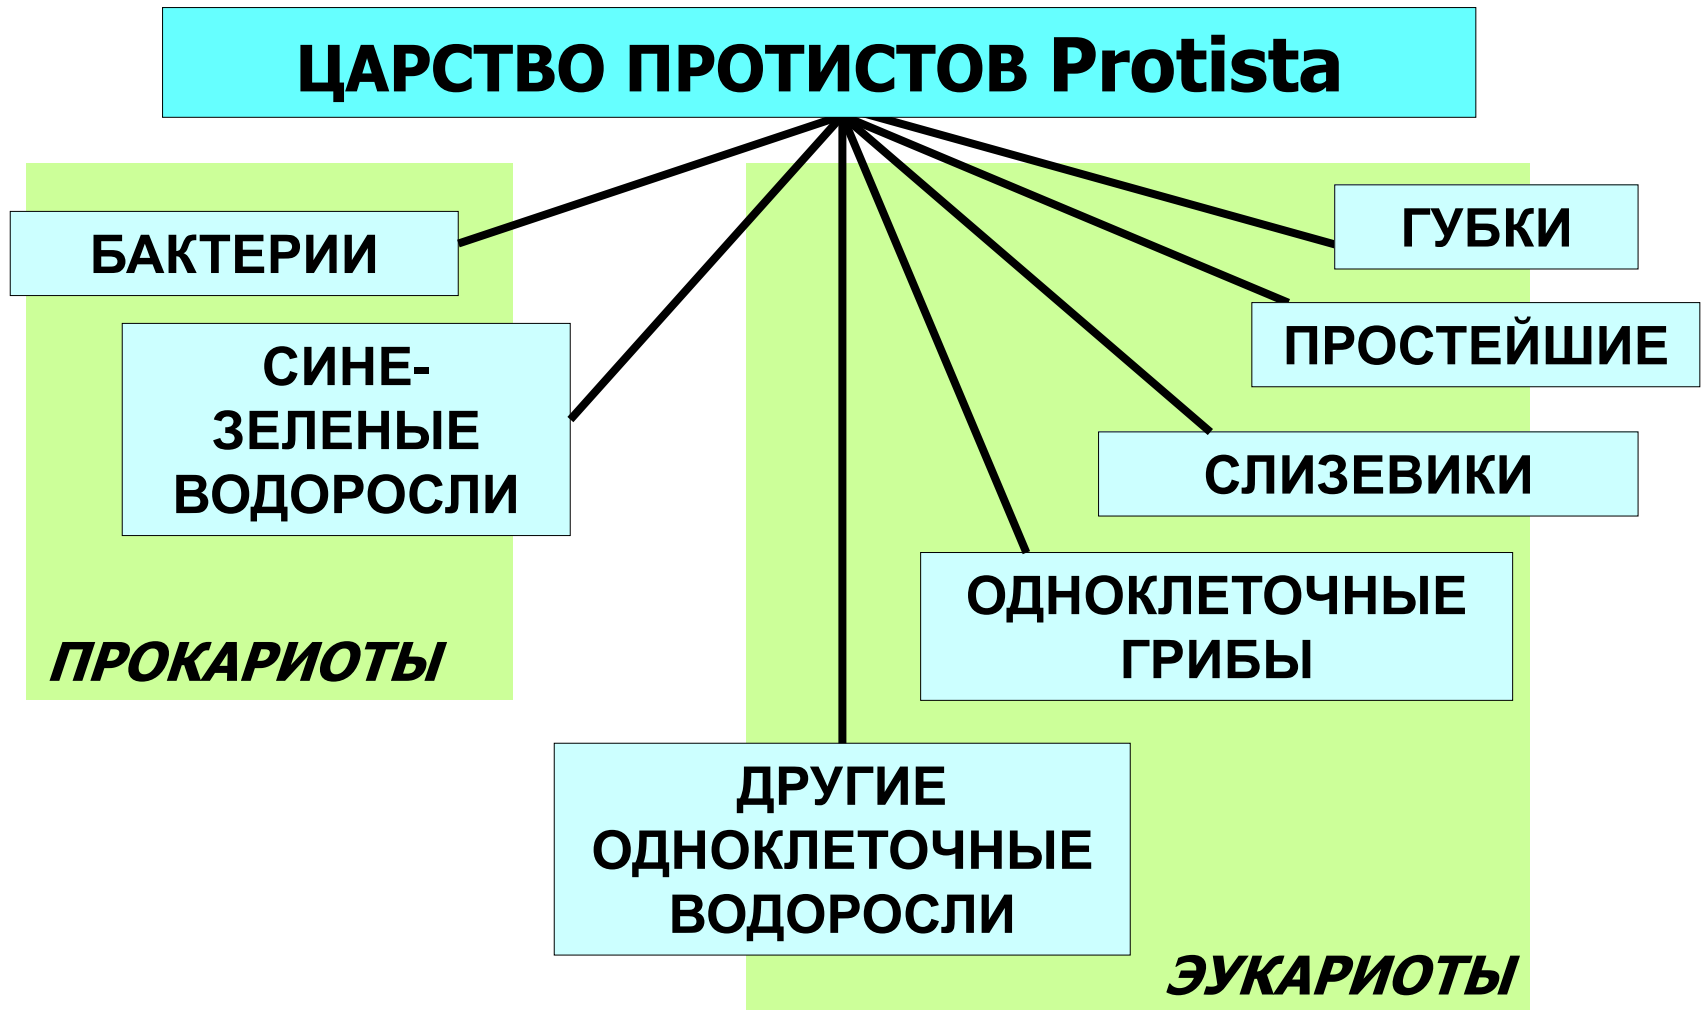 ЦАРСТВО ПРОТИСТОВ Protista
БАКТЕРИИ
СИНЕ-
ЗЕЛЕНЫЕ
ВОДОРОСЛИ
ПРОКАРИОТЫ
ГУБКИ
ПРОСТЕЙШИЕ
СЛИЗЕВИКИ
ОДНОКЛЕТОЧНЫЕ
ГРИБЫ
ДРУГИЕ
ОДНОКЛЕТОЧНЫЕ
ВОДОРОСЛИ
ЭУКАРИОТЫ